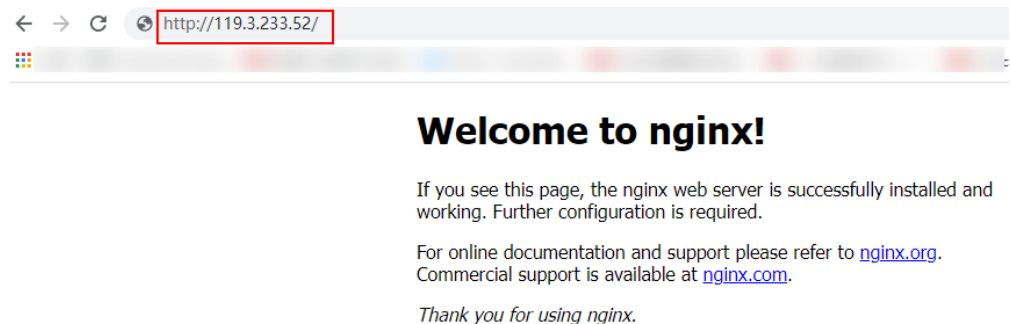 http://119.3.233.52/
Welcome to nginx!
If you see this page, the nginx web server is successfully installed and
working. Further configuration is required.
For online documentation and support please refer to nginx.org.
Commercial support is available at nginx.com.
Thank you for using nginx.